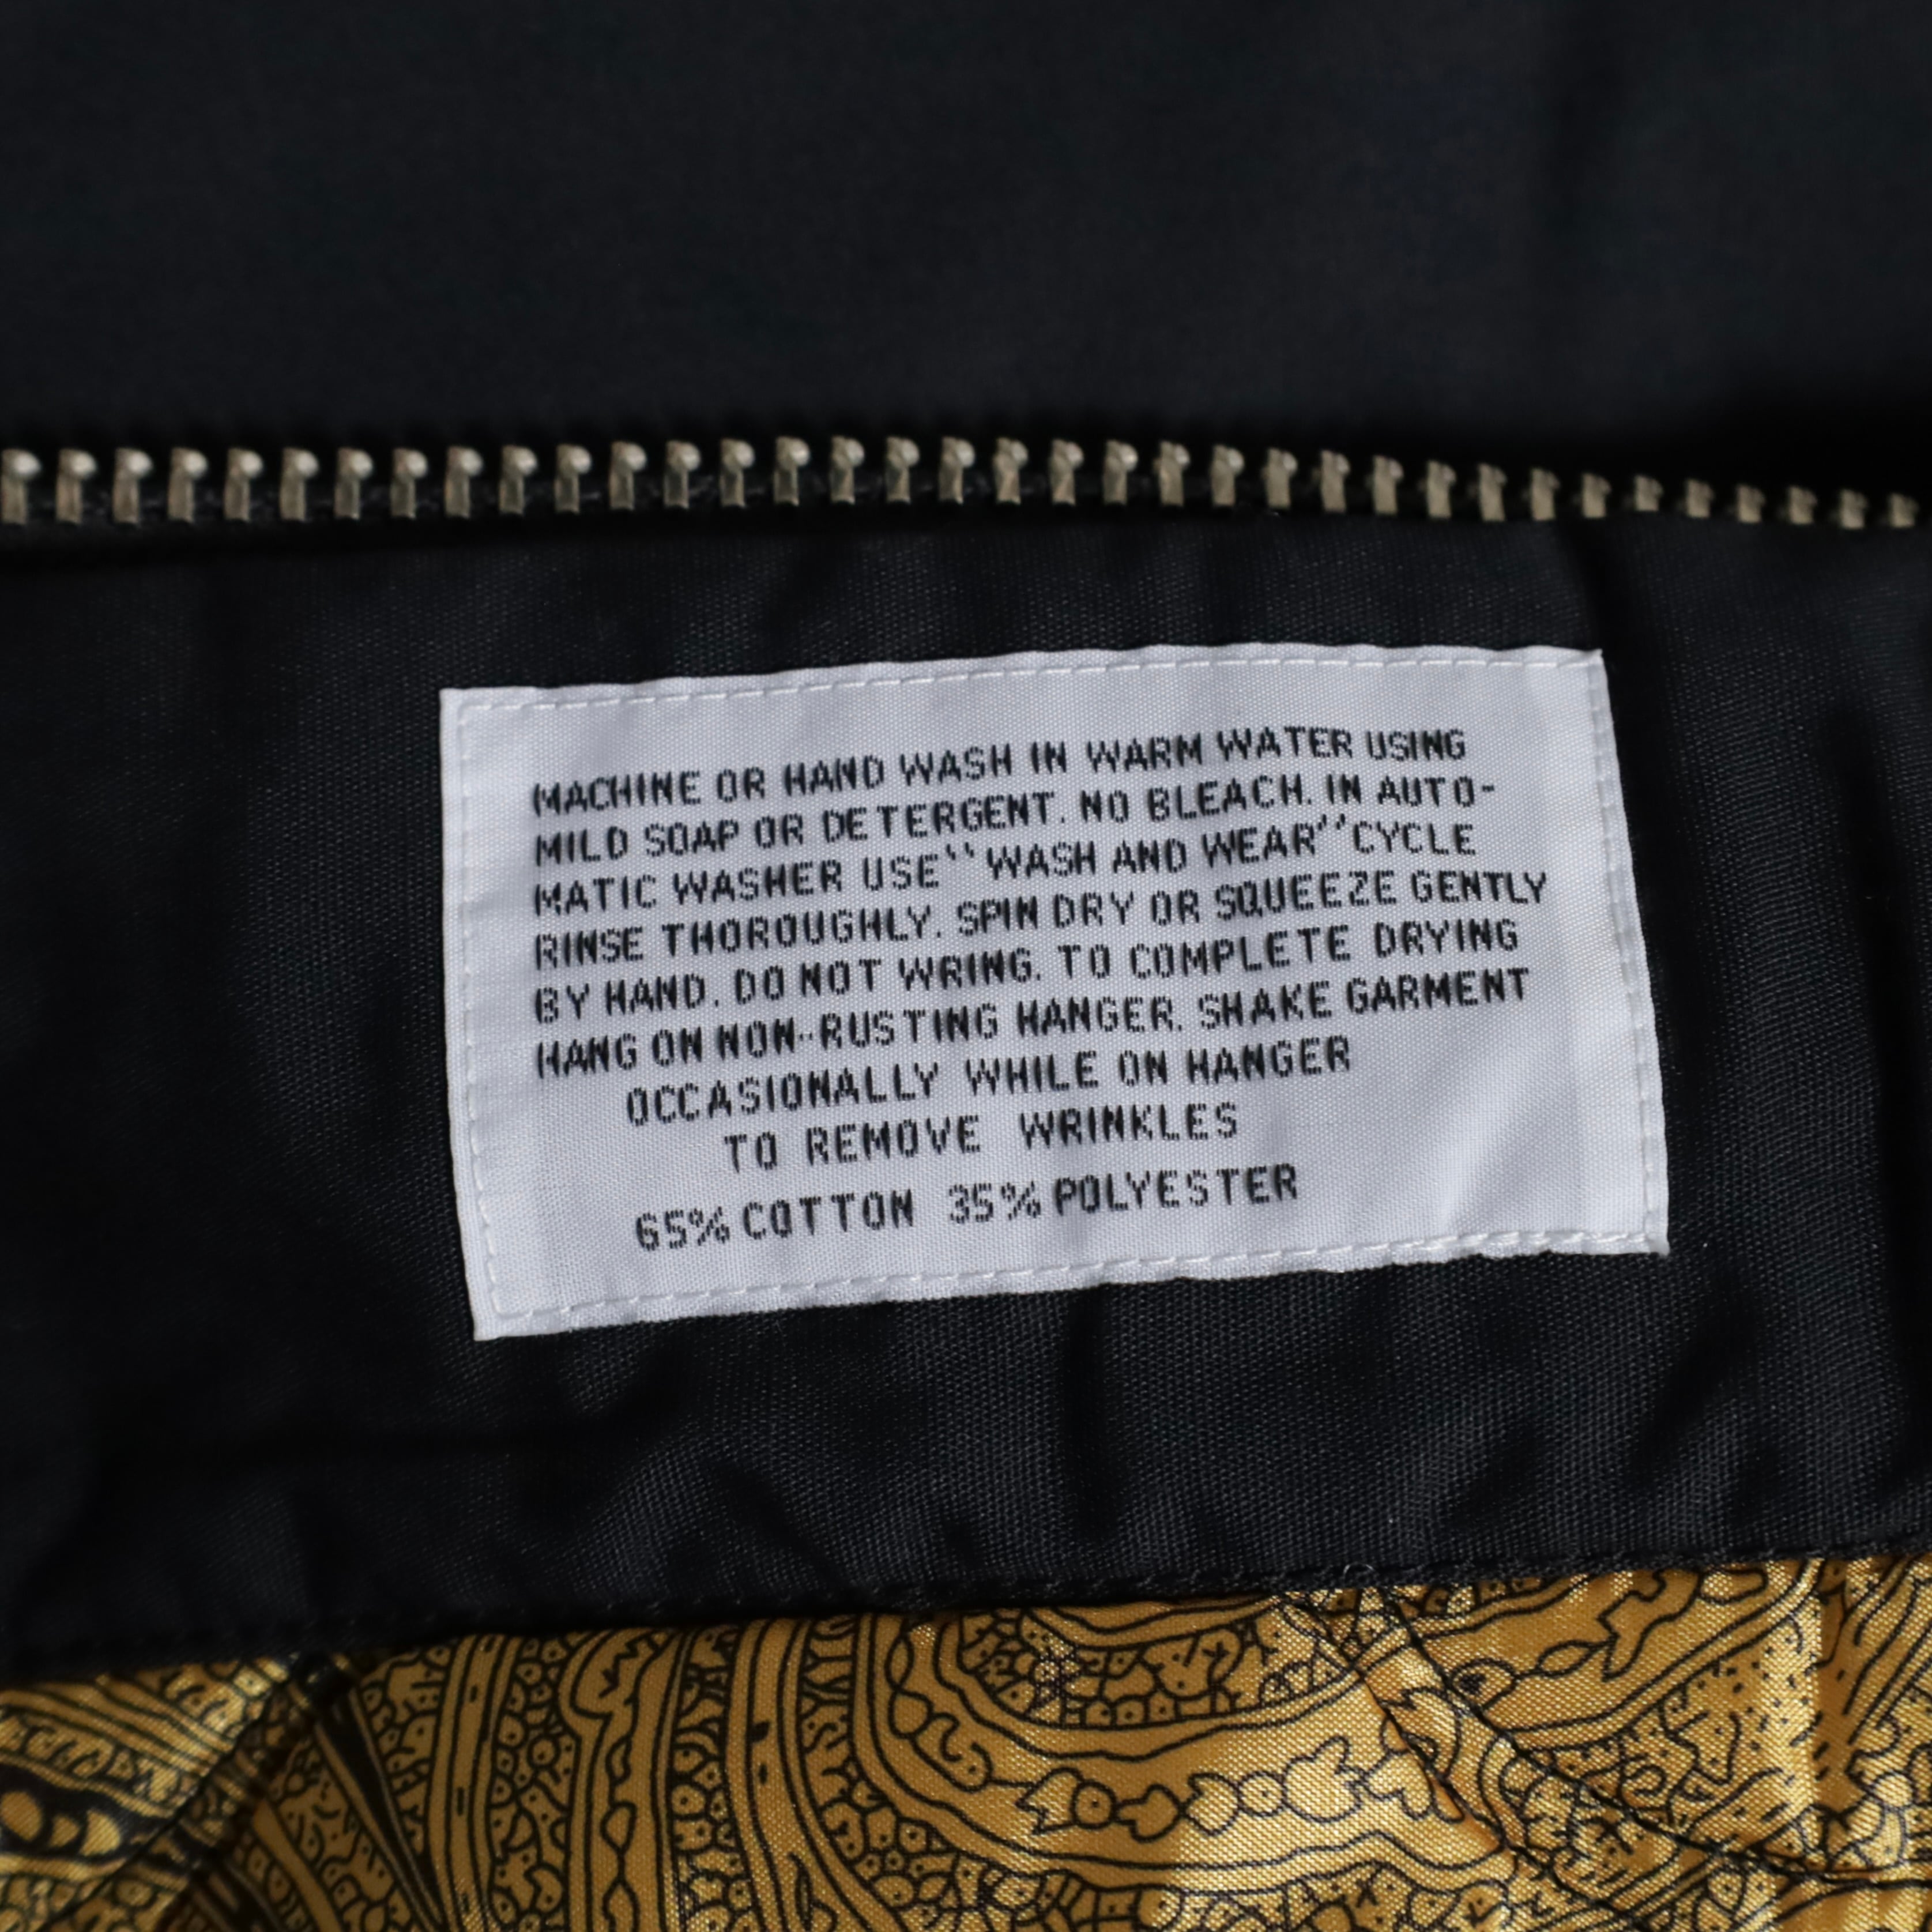 MACHINE OR HAND WASH IN WARM WATER USING
MILD SOAP OR DETERGENT. NO BLEACH. IN AUTO-
MATIC WASHER USE‶WASH AND WEAR″CYCLE
RINSE THOROUGHLY. SPIN DRY OR SQUEEZE GENTLY
BY HAND. DO NOT WRING. TO COMPLETE DRYING
HANG ON NON-RUSTING HANGER. SHAKE GARMENT
OCCASIONALLY WHILE ON HANGER
TO REMOVE WRINKLES
65% COTTON 35% POLYESTER